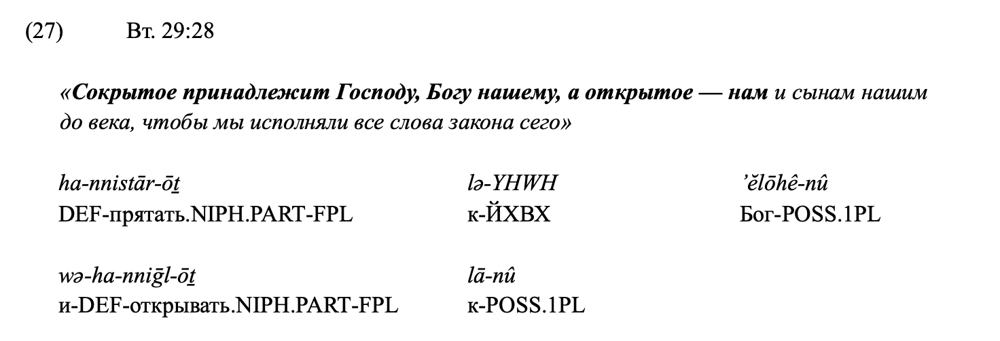 (27) Вт. 29:28
«Сокрытое принадлежит Господу, Богу нашему, а открытое — нам и сынам нашим
до века, чтобы мы исполняли все слова закона сего»
ha-nnistār-ōṯ lə-YHWH ʾĕlōhê-nû
DEF-прятать.NIPH.PART-FPL к-ЙХВХ Бог-POSS.1PL
wə-ha-nniḡl-ōṯ lā-nû
и-DEF-открывать.NIPH.PART-FPL к-POSS.1PL